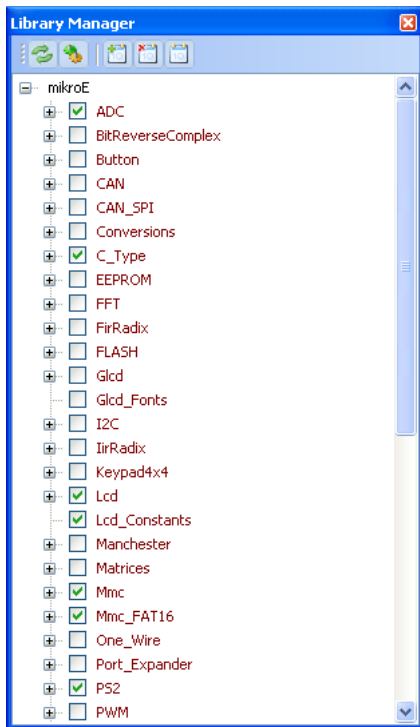 Library Manager
mikroE
ADC
BitReverseComplex
Button
CAN
CAN_SPI
Conversions
C_Type
EEPROM
FFT
FirRadix
FLASH
Glcd
Glcd_Fonts
I2C
IirRadix
Keypad4x4
Lcd
Lcd_Constants
Manchester
Matrices
Mmc
Mmc_FAT16
One_Wire
Port_Expander
PS2
PWM